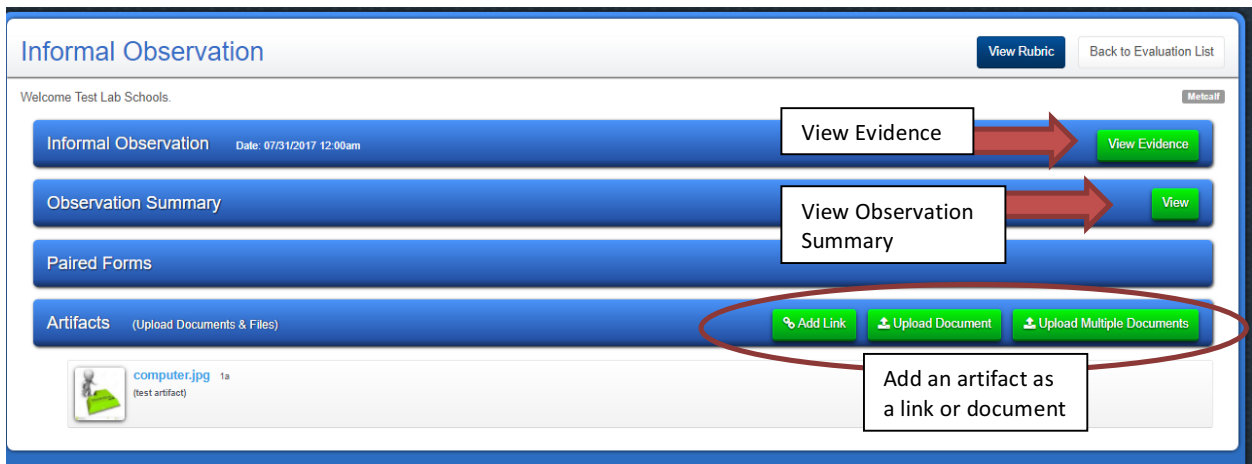 Informal Observation
View Rubric
Back to Evaluation List
Welcome Test Lab Schools.
Metcalf
Informal Observation Date: 07/31/2017 12:00am
View Evidence
View Evidence
Observation Summary
View Observation
Summary
View
Paired Forms
Artifacts (Upload Documents & Files)
Add Link
Upload Document
Upload Multiple Documents
computer.jpg 1a
(test artifact)
Add an artifact as
a link or document